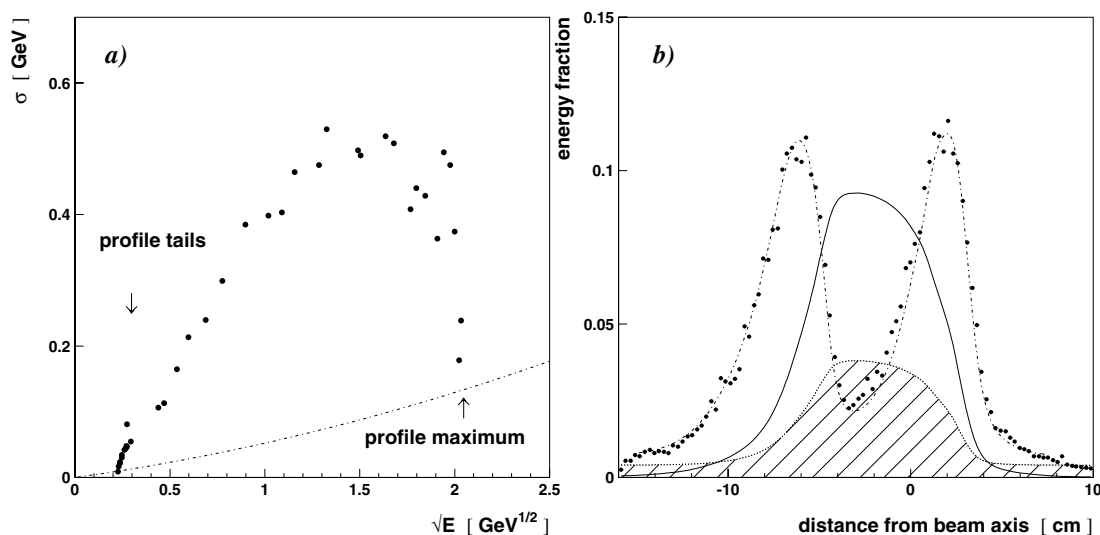 a)
σ [ GeV ]
0.6
0.4
0.2
0
profile tails
profile maximum
0 0.5 1 1.5 2 2.5
√E [ GeV1/2 ]
b)
energy fraction
0.15
0.1
0.05
0
-10 0 10
distance from beam axis [ cm ]